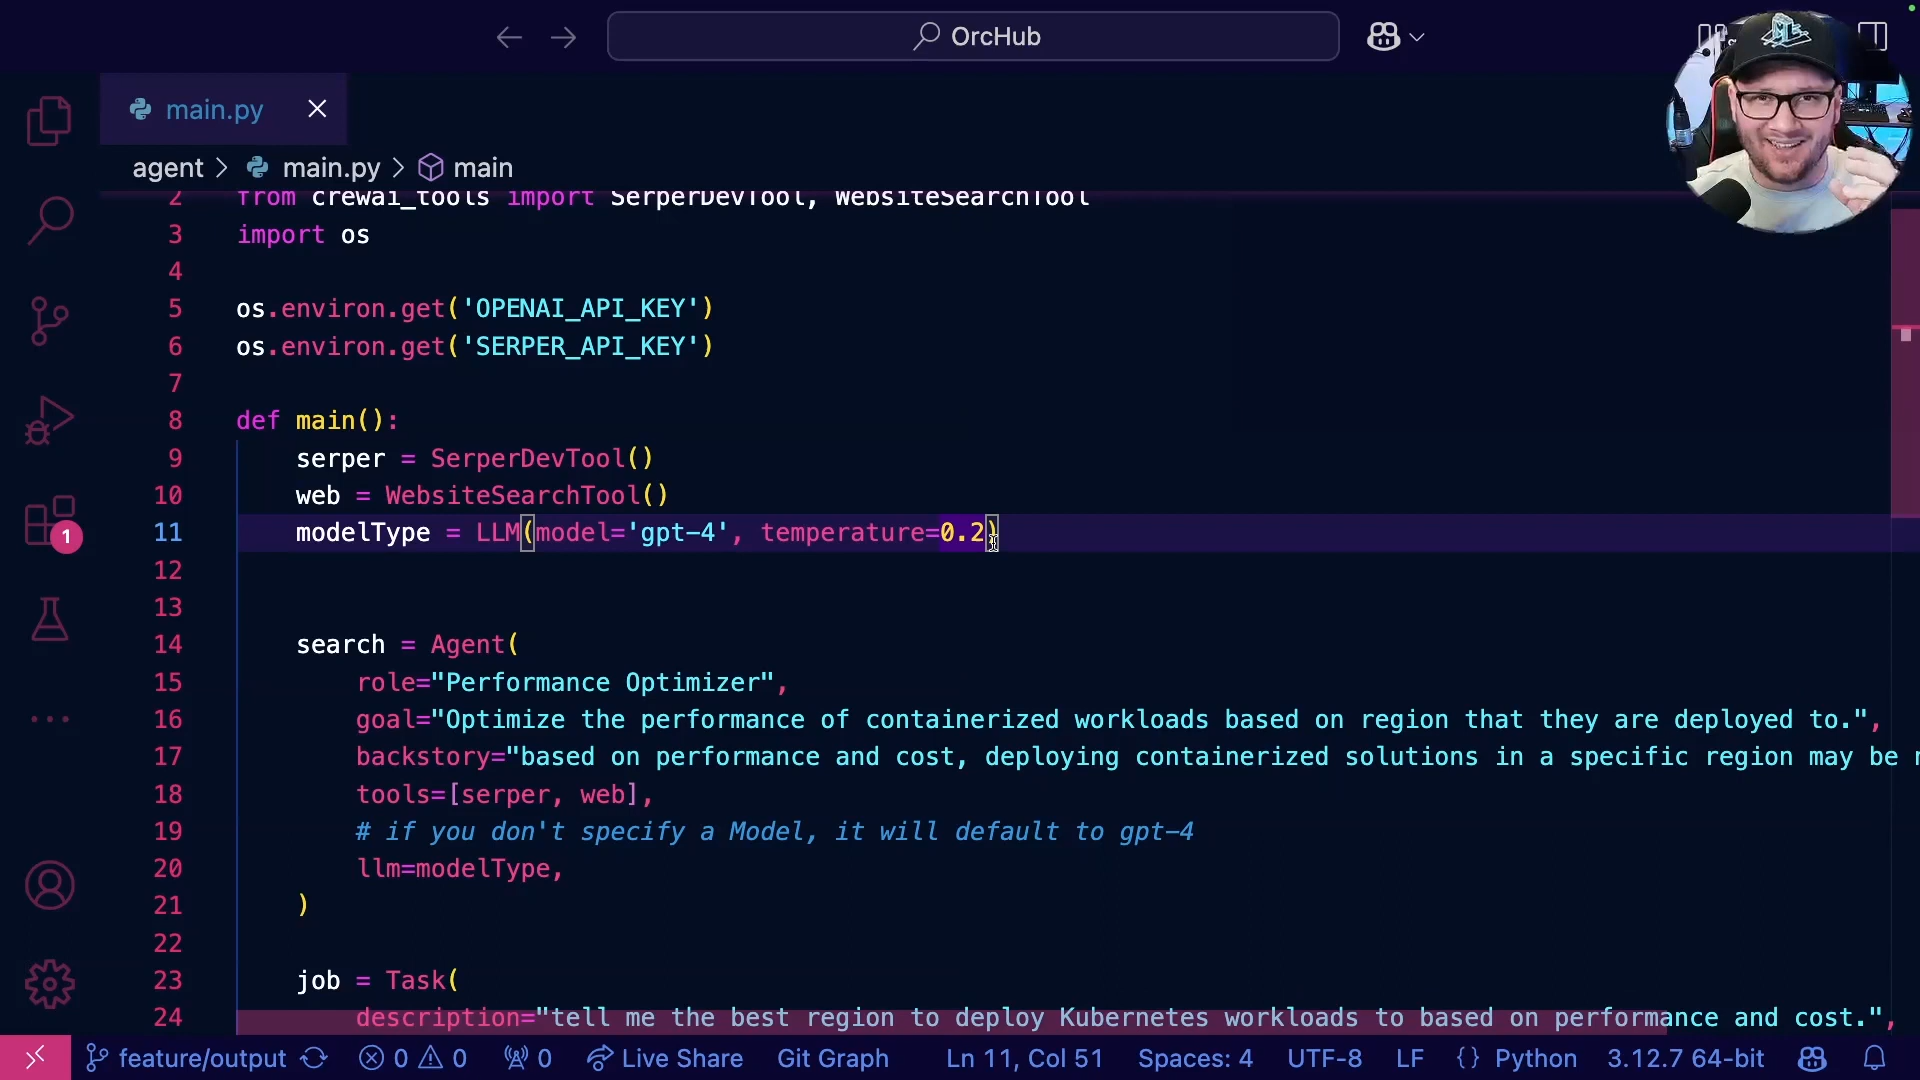 OrcHub
main.py
agent > main.py > main
2 from crewai_tools import SerperDevTool, WebsiteSearchTool
3 import os
4
5 os.environ.get('OPENAI_API_KEY')
6 os.environ.get('SERPER_API_KEY')
7
8 def main():
9 serper = SerperDevTool()
10 web = WebsiteSearchTool()
11 modelType = LLM(model='gpt-4', temperature=0.2)
12
13
14 search = Agent(
15 role="Performance Optimizer",
16 goal="Optimize the performance of containerized workloads based on region that they are deployed to.",
17 backstory="based on performance and cost, deploying containerized solutions in a specific region may be
18 tools=[serper, web],
19 # if you don't specify a Model, it will default to gpt-4
20 llm=modelType,
21 )
22
23 job = Task(
24 description="tell me the best region to deploy Kubernetes workloads to based on performance and cost.",
1
feature/output 0 0 0 Live Share Git Graph Ln 11, Col 51 Spaces: 4 UTF-8 LF {} Python 3.12.7 64-bit